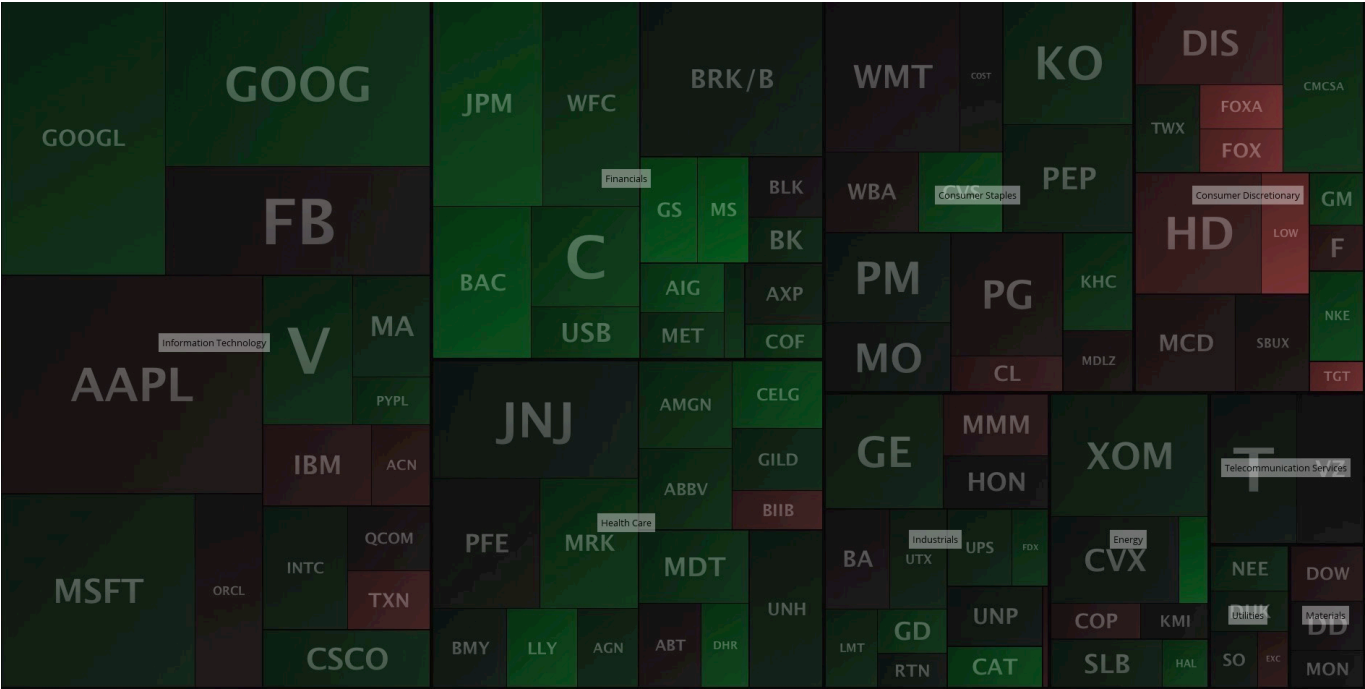 GOOGL
GOOG
FB
Information Technology
AAPL
V
MA
PYPL
IBM
ACN
MSFT
ORCL
INTC
QCOM
TXN
CSCO
Financials
JPM
WFC
BRK/B
BAC
C
USB
GS
MS
BLK
BK
AIG
MET
AXP
COF
Health Care
JNJ
PFE
MRK
BMY
LLY
AGN
AMGN
CELG
ABBV
GILD
BIIB
MDT
UNH
ABT
DHR
Consumer Staples
WMT
COST
KO
WBA
CVS
PEP
PM
MO
PG
CL
KHC
MDLZ
Consumer Discretionary
DIS
CMCSA
TWX
FOXA
FOX
HD
LOW
GM
F
NKE
MCD
SBUX
TGT
Industrials
GE
MMM
HON
BA
UTX
UPS
FDX
LMT
GD
RTN
UNP
CAT
Energy
XOM
CVX
COP
KMI
SLB
HAL
Telecommunication Services
T
VZ
Utilities
NEE
DUK
SO
EXC
Materials
DOW
DD
MON